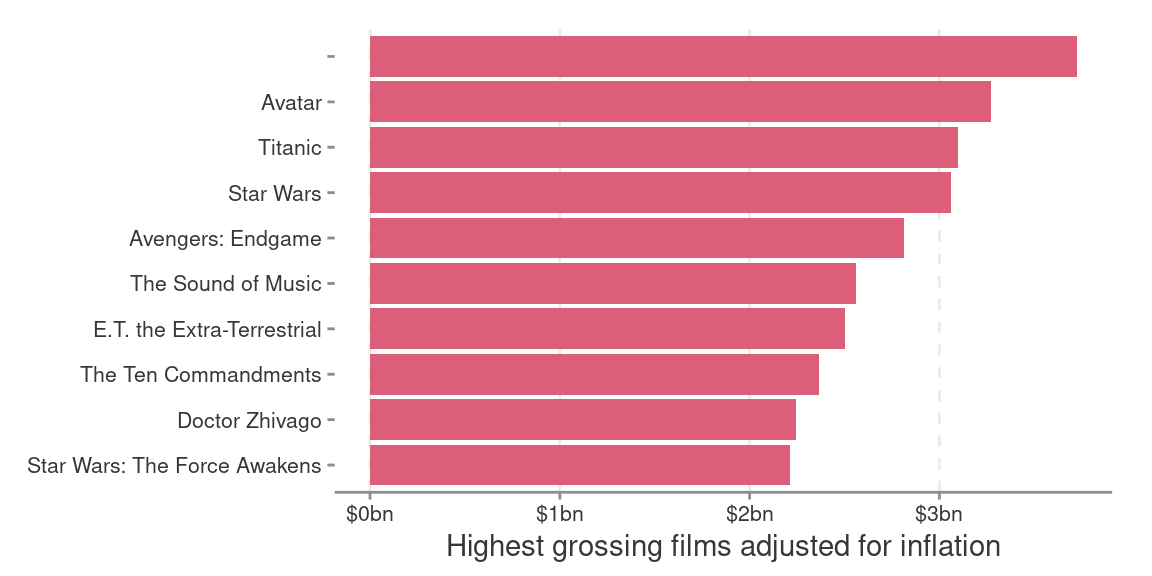 Avatar
Titanic
Star Wars
Avengers: Endgame
The Sound of Music
E.T. the Extra-Terrestrial
The Ten Commandments
Doctor Zhivago
Star Wars: The Force Awakens
$0bn $1bn $2bn $3bn
Highest grossing films adjusted for inflation